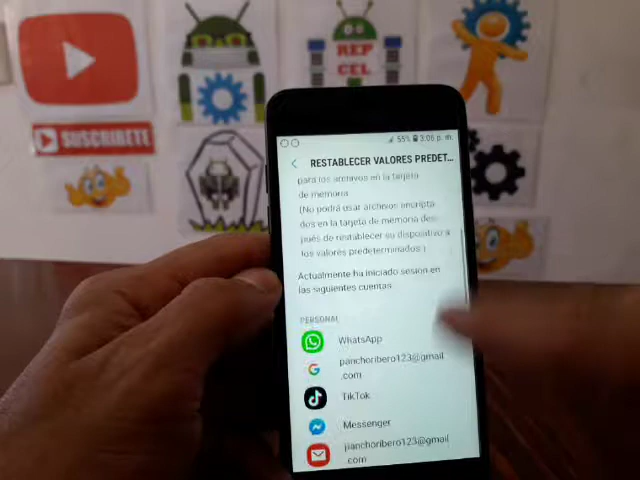 REP
CEL
SUSCRIBETE
55% 3:06 p. m.
RESTABLECER VALORES PREDET...
para los archivos en la tarjeta
de memoria.
(No podrá usar archivos encripta
dos en la tarjeta de memoria des
pués de restablecer su dispositivo a
los valores predeterminados.)
Actualmente ha iniciado sesión en
las siguientes cuentas
PERSONAL
WhatsApp
panchoribero123@gmail
.com
TikTok
Messenger
jianchoribero123@gmail
.com